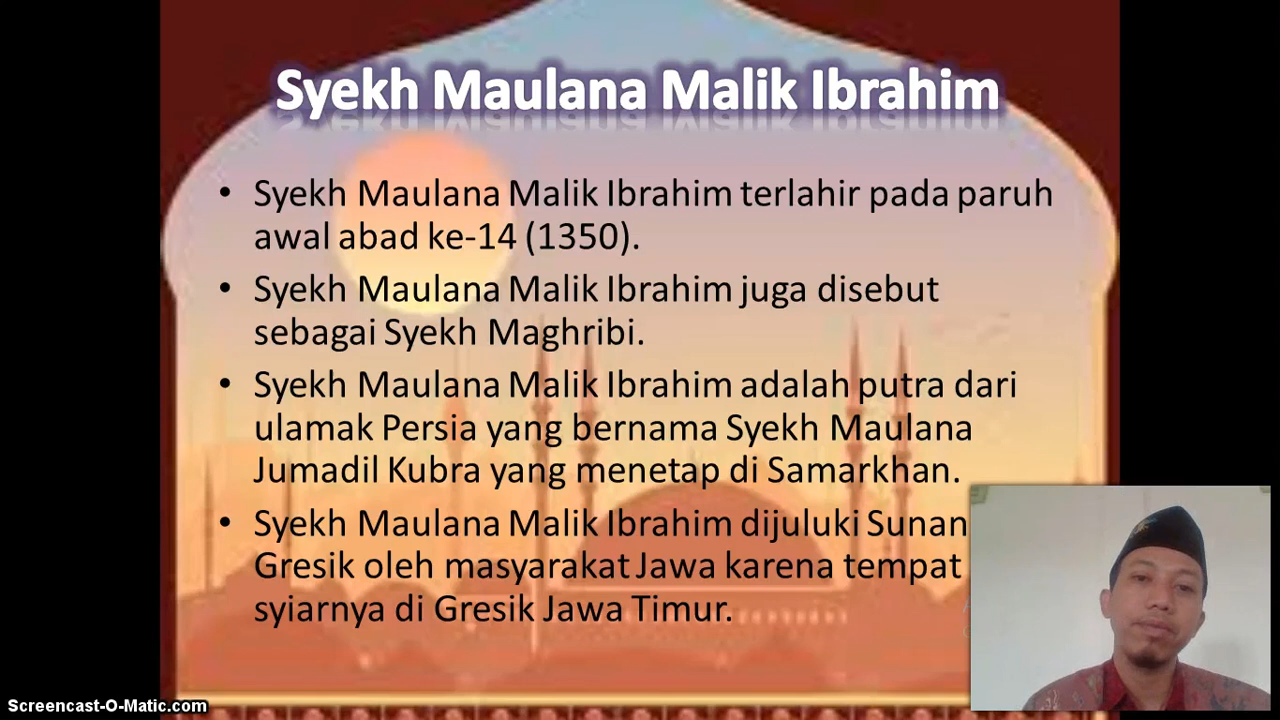 Syekh Maulana Malik Ibrahim
• Syekh Maulana Malik Ibrahim terlahir pada paruh
awal abad ke-14 (1350).
• Syekh Maulana Malik Ibrahim juga disebut
sebagai Syekh Maghribi.
• Syekh Maulana Malik Ibrahim adalah putra dari
ulamak Persia yang bernama Syekh Maulana
Jumadil Kubra yang menetap di Samarkhan.
• Syekh Maulana Malik Ibrahim dijuluki Sunan
Gresik oleh masyarakat Jawa karena tempat
syiarnya di Gresik Jawa Timur.
Screencast-O-Matic.com